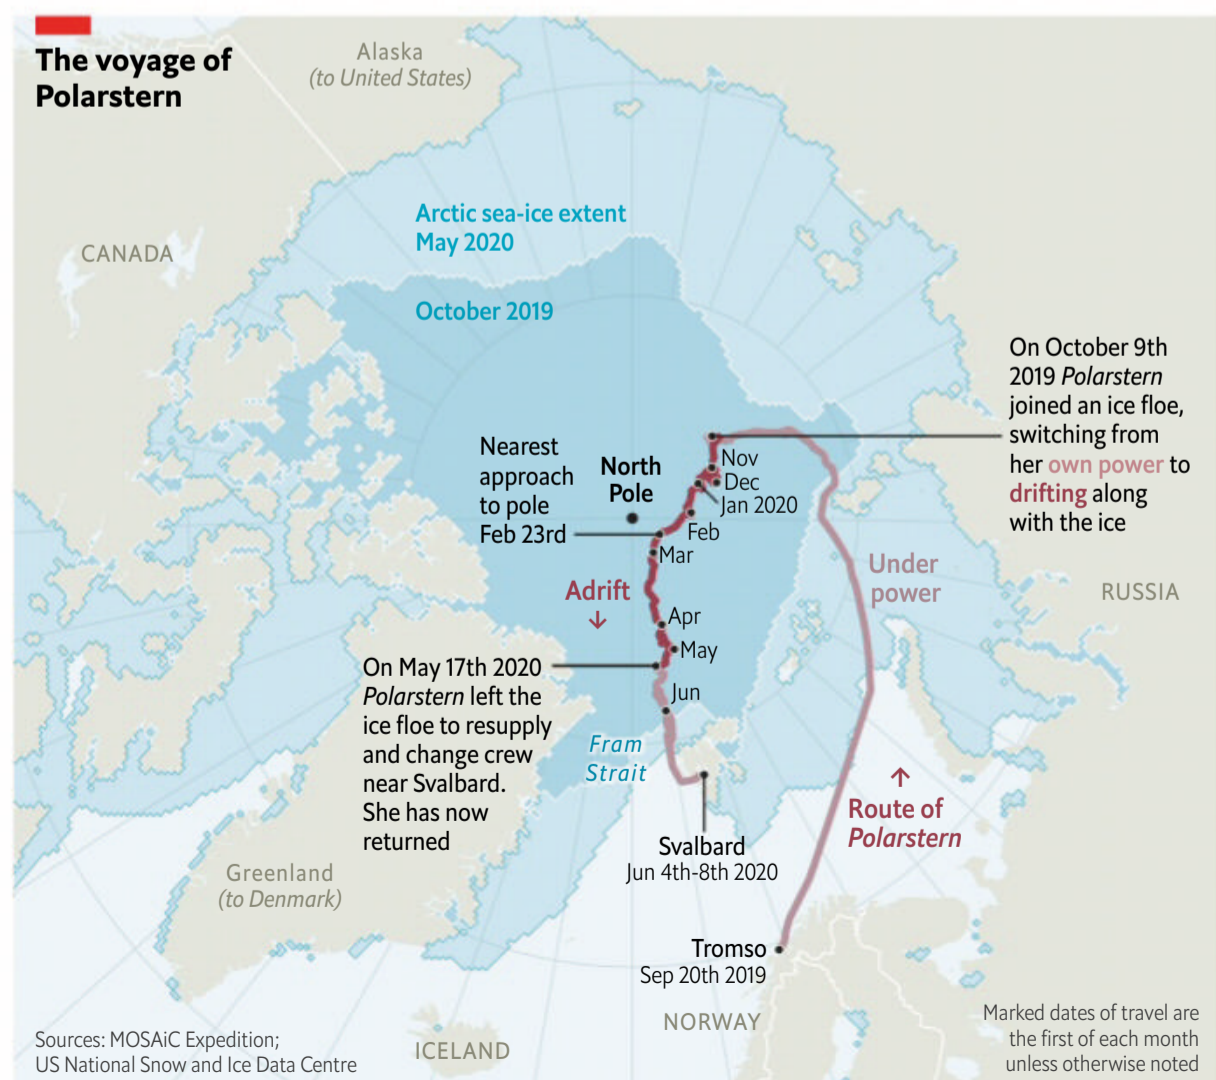 The voyage of
Polarstern
Alaska
(to United States)
CANADA
Arctic sea-ice extent
May 2020
October 2019
On October 9th
2019 Polarstern
joined an ice floe,
switching from
her own power to
drifting along
with the ice
Nearest
approach
to pole
Feb 23rd
North
Pole
Nov
Dec
Jan 2020
Feb
Mar
Adrift
↓
Apr
May
Jun
Under
power
RUSSIA
On May 17th 2020
Polarstern left the
ice floe to resupply
and change crew
near Svalbard.
She has now
returned
Fram
Strait
↑
Route of
Polarstern
Svalbard
Jun 4th-8th 2020
Greenland
(to Denmark)
Tromso
Sep 20th 2019
NORWAY
ICELAND
Sources: MOSAiC Expedition;
US National Snow and Ice Data Centre
Marked dates of travel are
the first of each month
unless otherwise noted